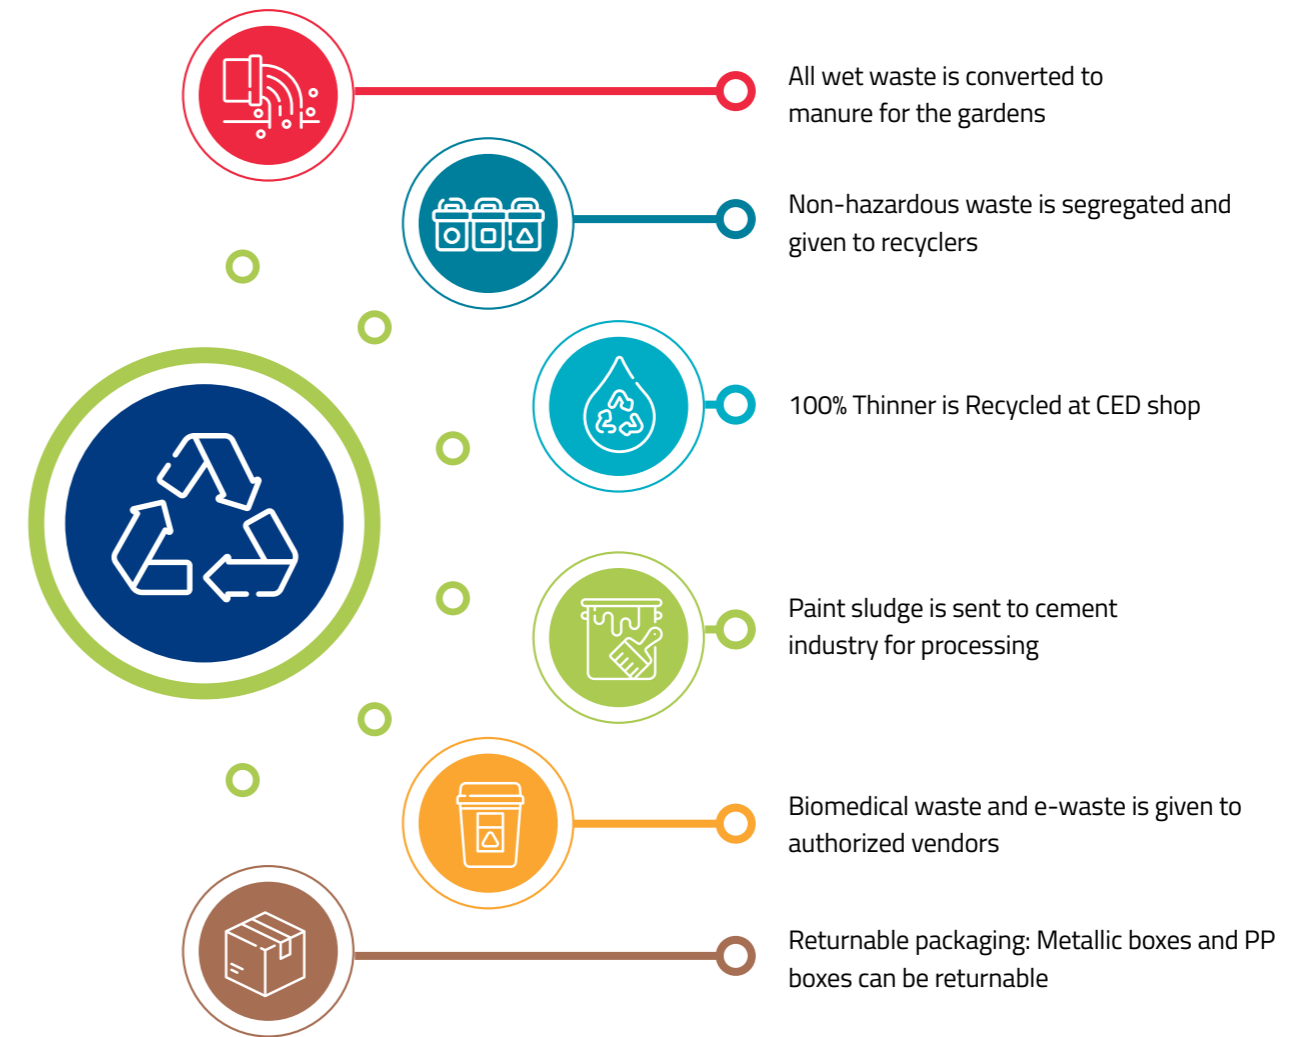 All wet waste is converted to
manure for the gardens
Non-hazardous waste is segregated and
given to recyclers
100% Thinner is Recycled at CED shop
Paint sludge is sent to cement
industry for processing
Biomedical waste and e-waste is given to
authorized vendors
Returnable packaging: Metallic boxes and PP
boxes can be returnable